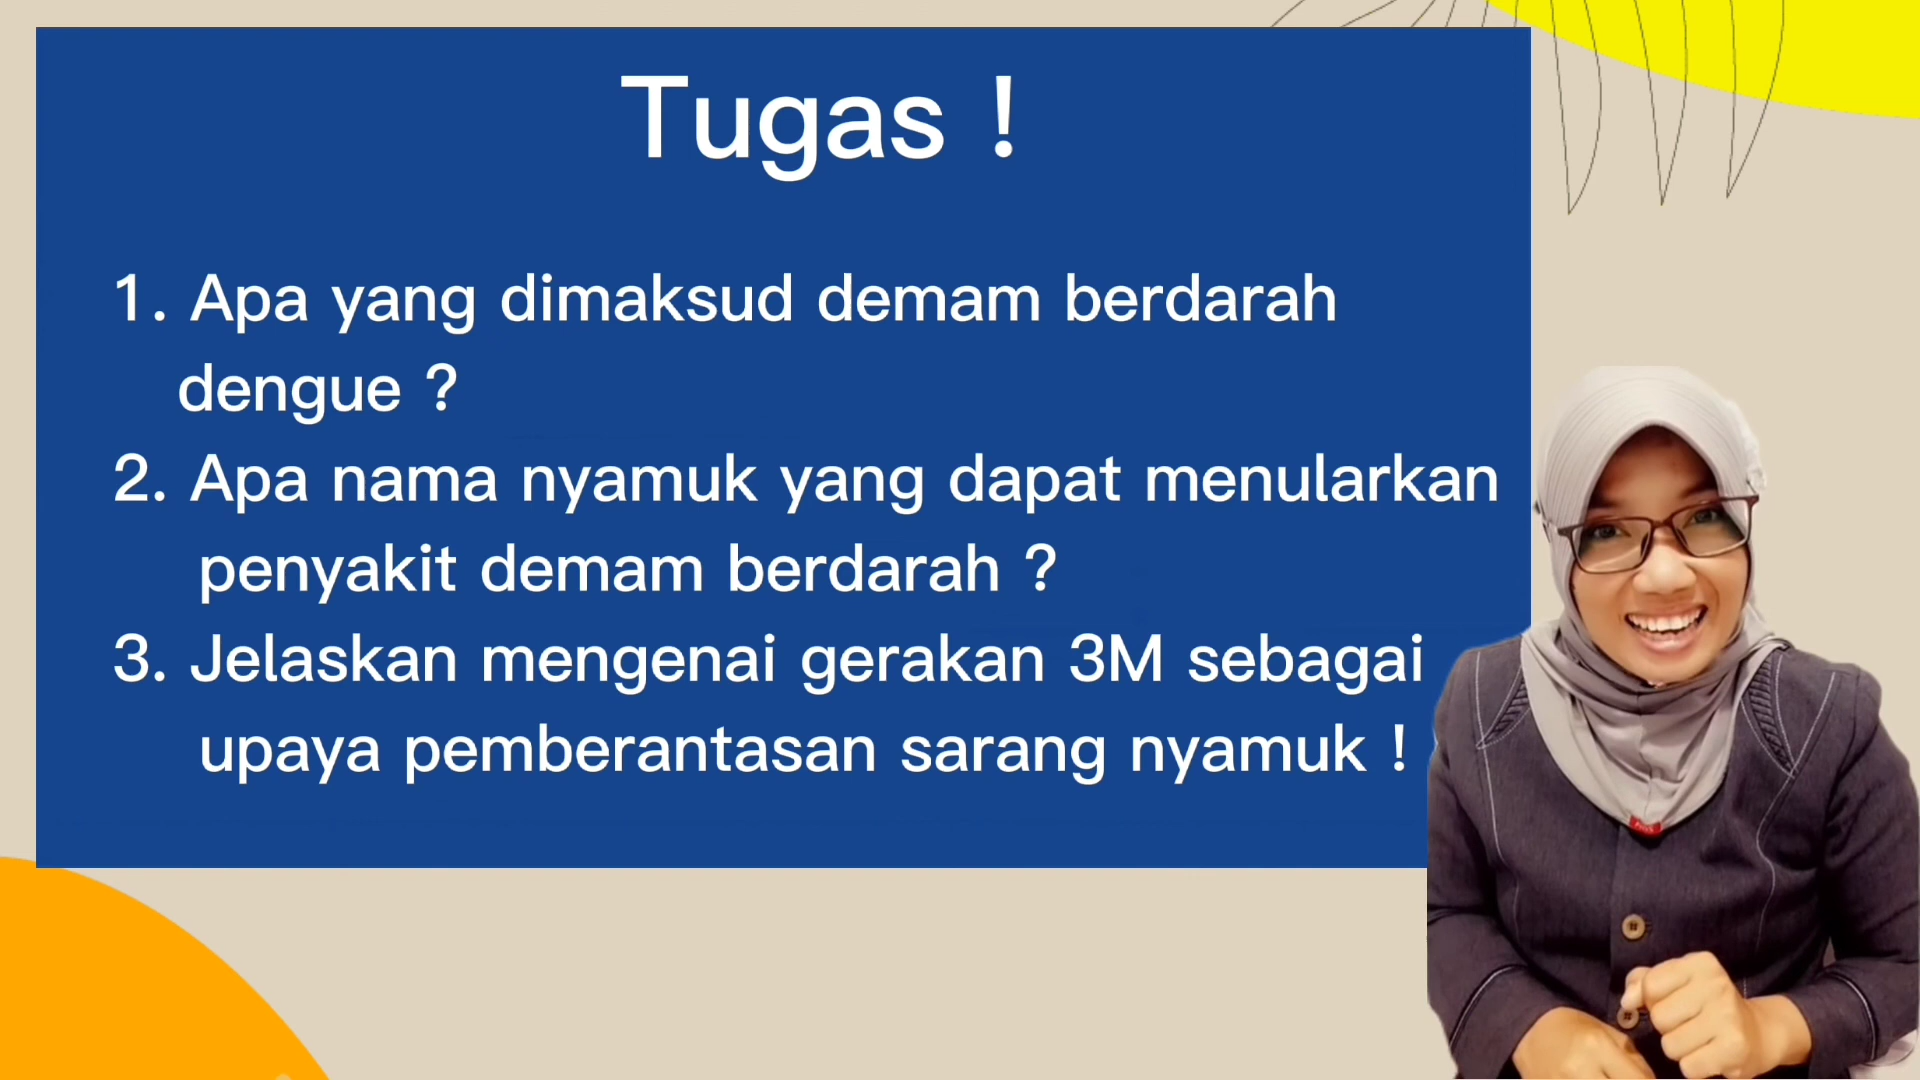 Tugas !
1. Apa yang dimaksud demam berdarah
dengue ?
2. Apa nama nyamuk yang dapat menularkan
penyakit demam berdarah ?
3. Jelaskan mengenai gerakan 3M sebagai
upaya pemberantasan sarang nyamuk !